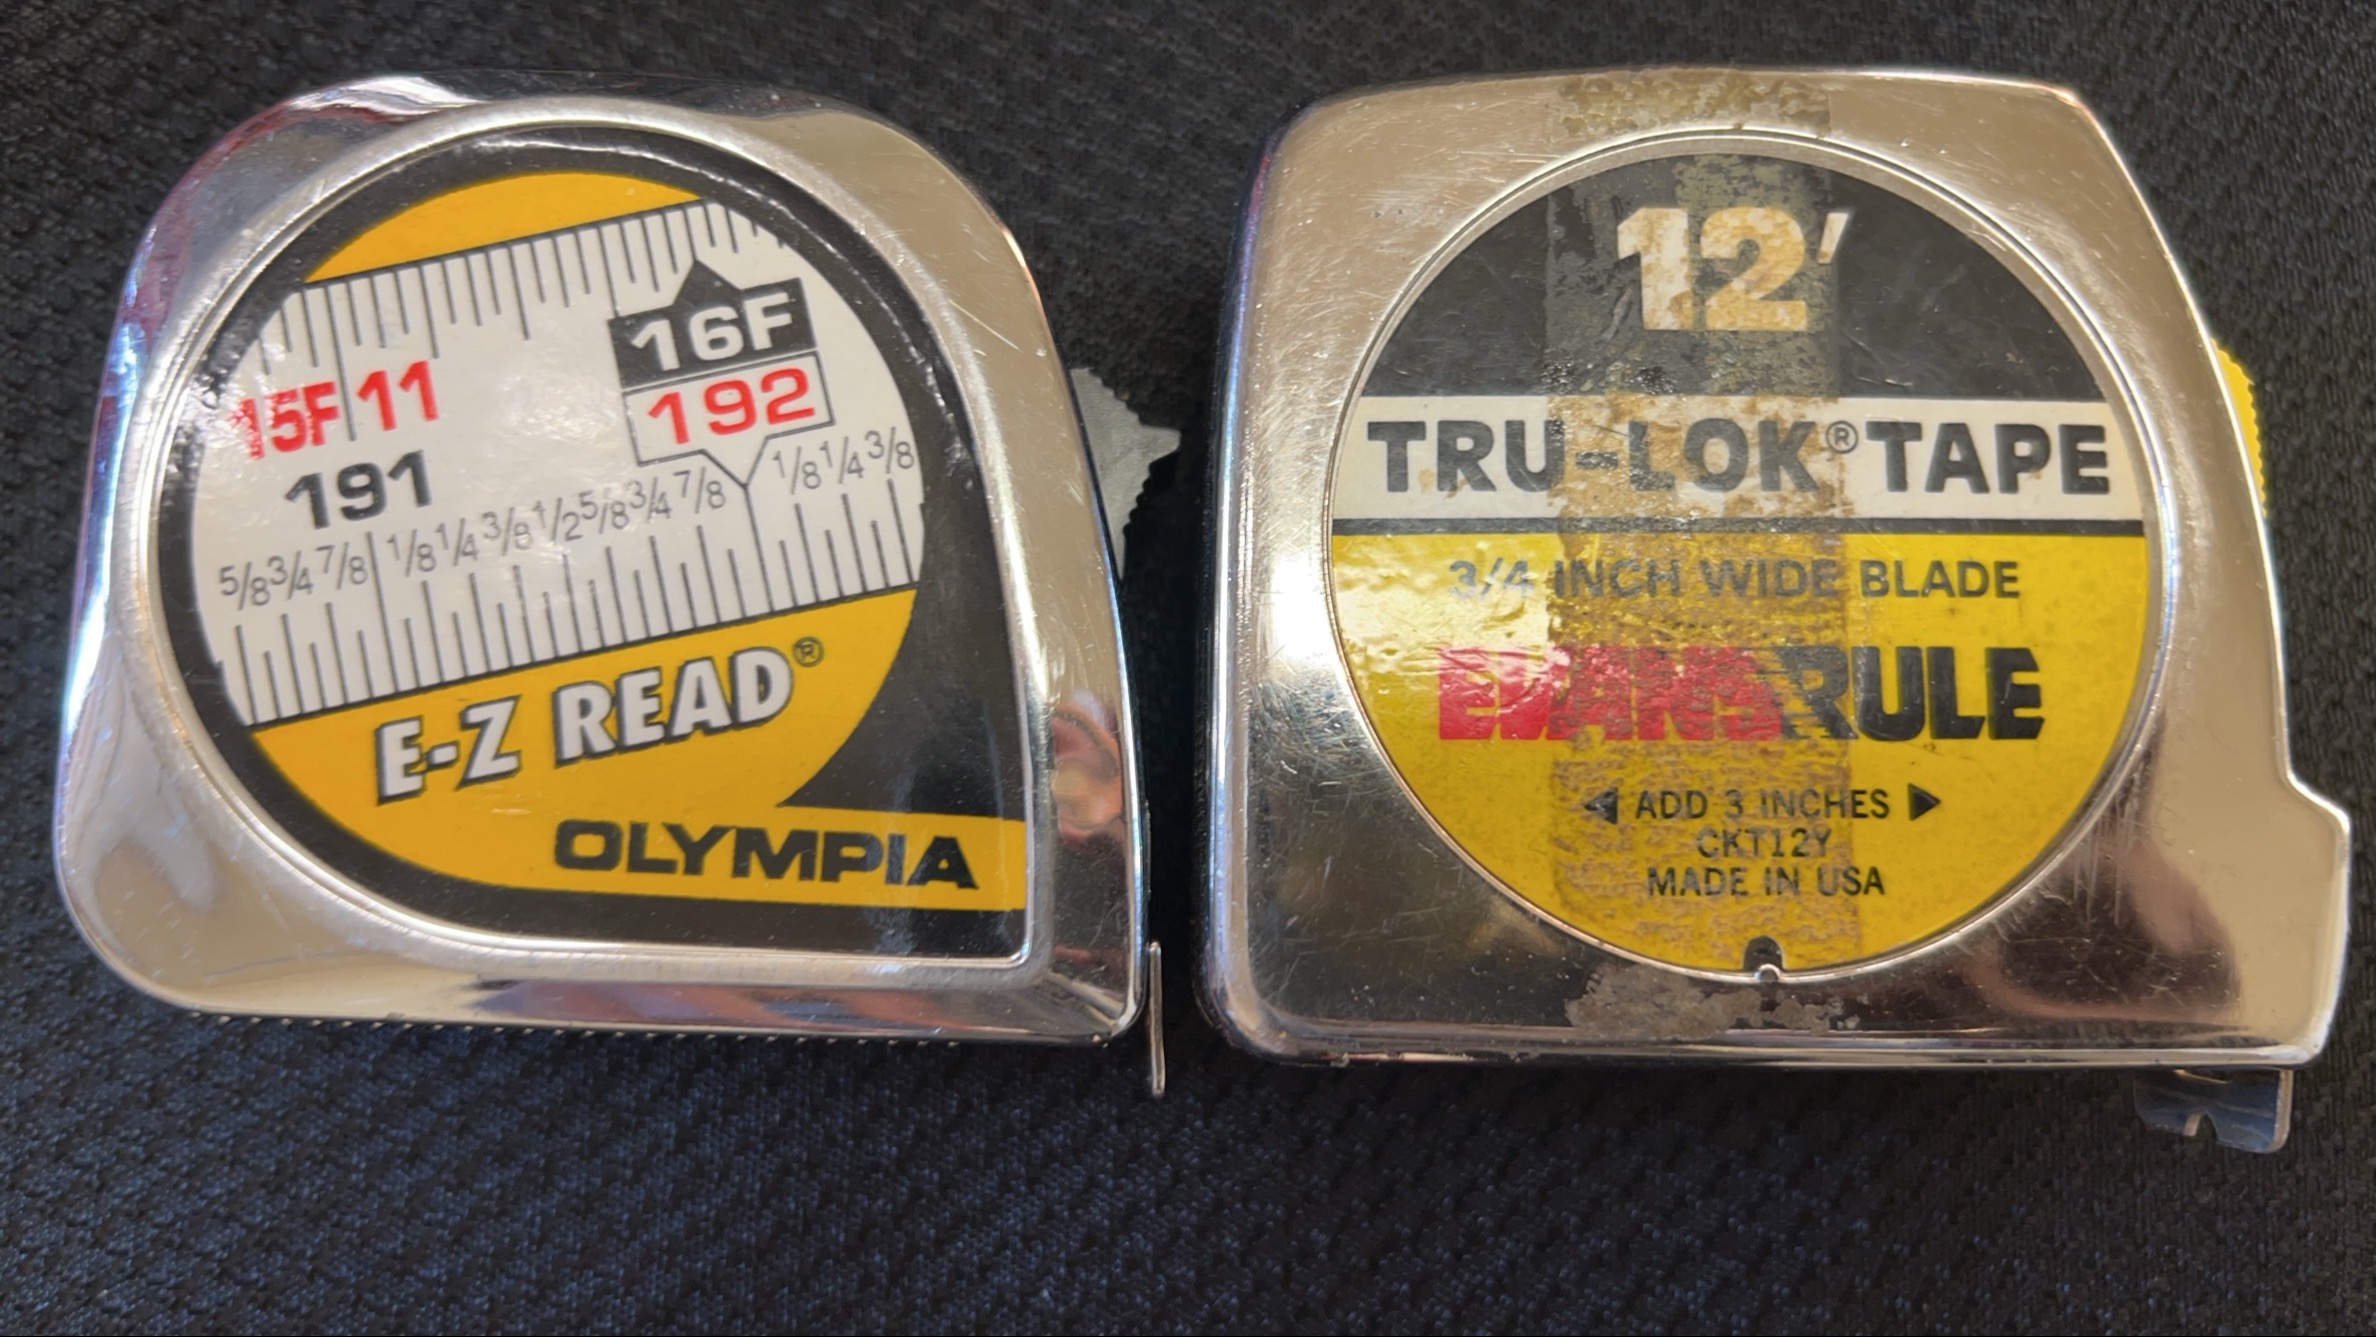 16F
15F 11
192
191
5/8 3/4 7/8 1/8 1/4 3/8 1/2 5/8 3/4 7/8 1/8 1/4 3/8
E-Z READ®
OLYMPIA
12'
TRU-LOK® TAPE
3/4 INCH WIDE BLADE
EVANS RULE
◀ ADD 3 INCHES ▶
CKT12Y
MADE IN USA